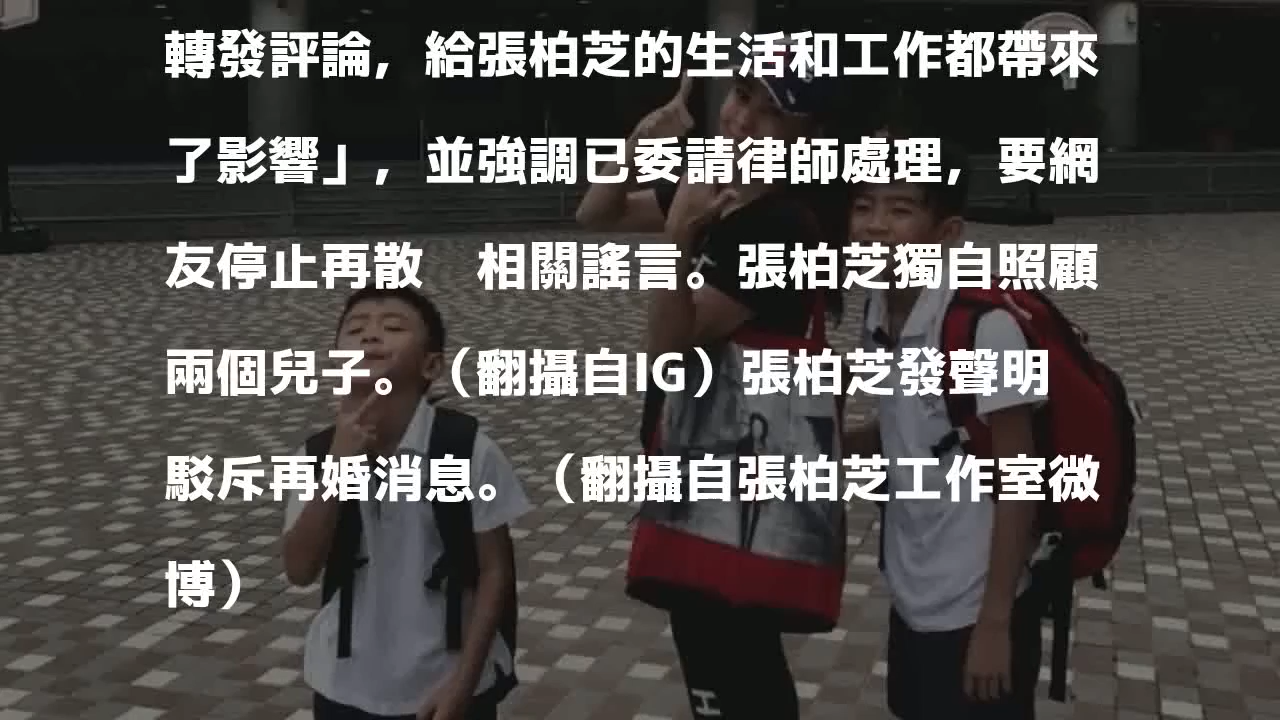 轉發評論，給張柏芝的生活和工作都帶來
了影響」，並強調已委請律師處理，要網
友停止再散　相關謠言。張柏芝獨自照顧
兩個兒子。（翻攝自IG）張柏芝發聲明
駁斥再婚消息。（翻攝自張柏芝工作室微
博）
H